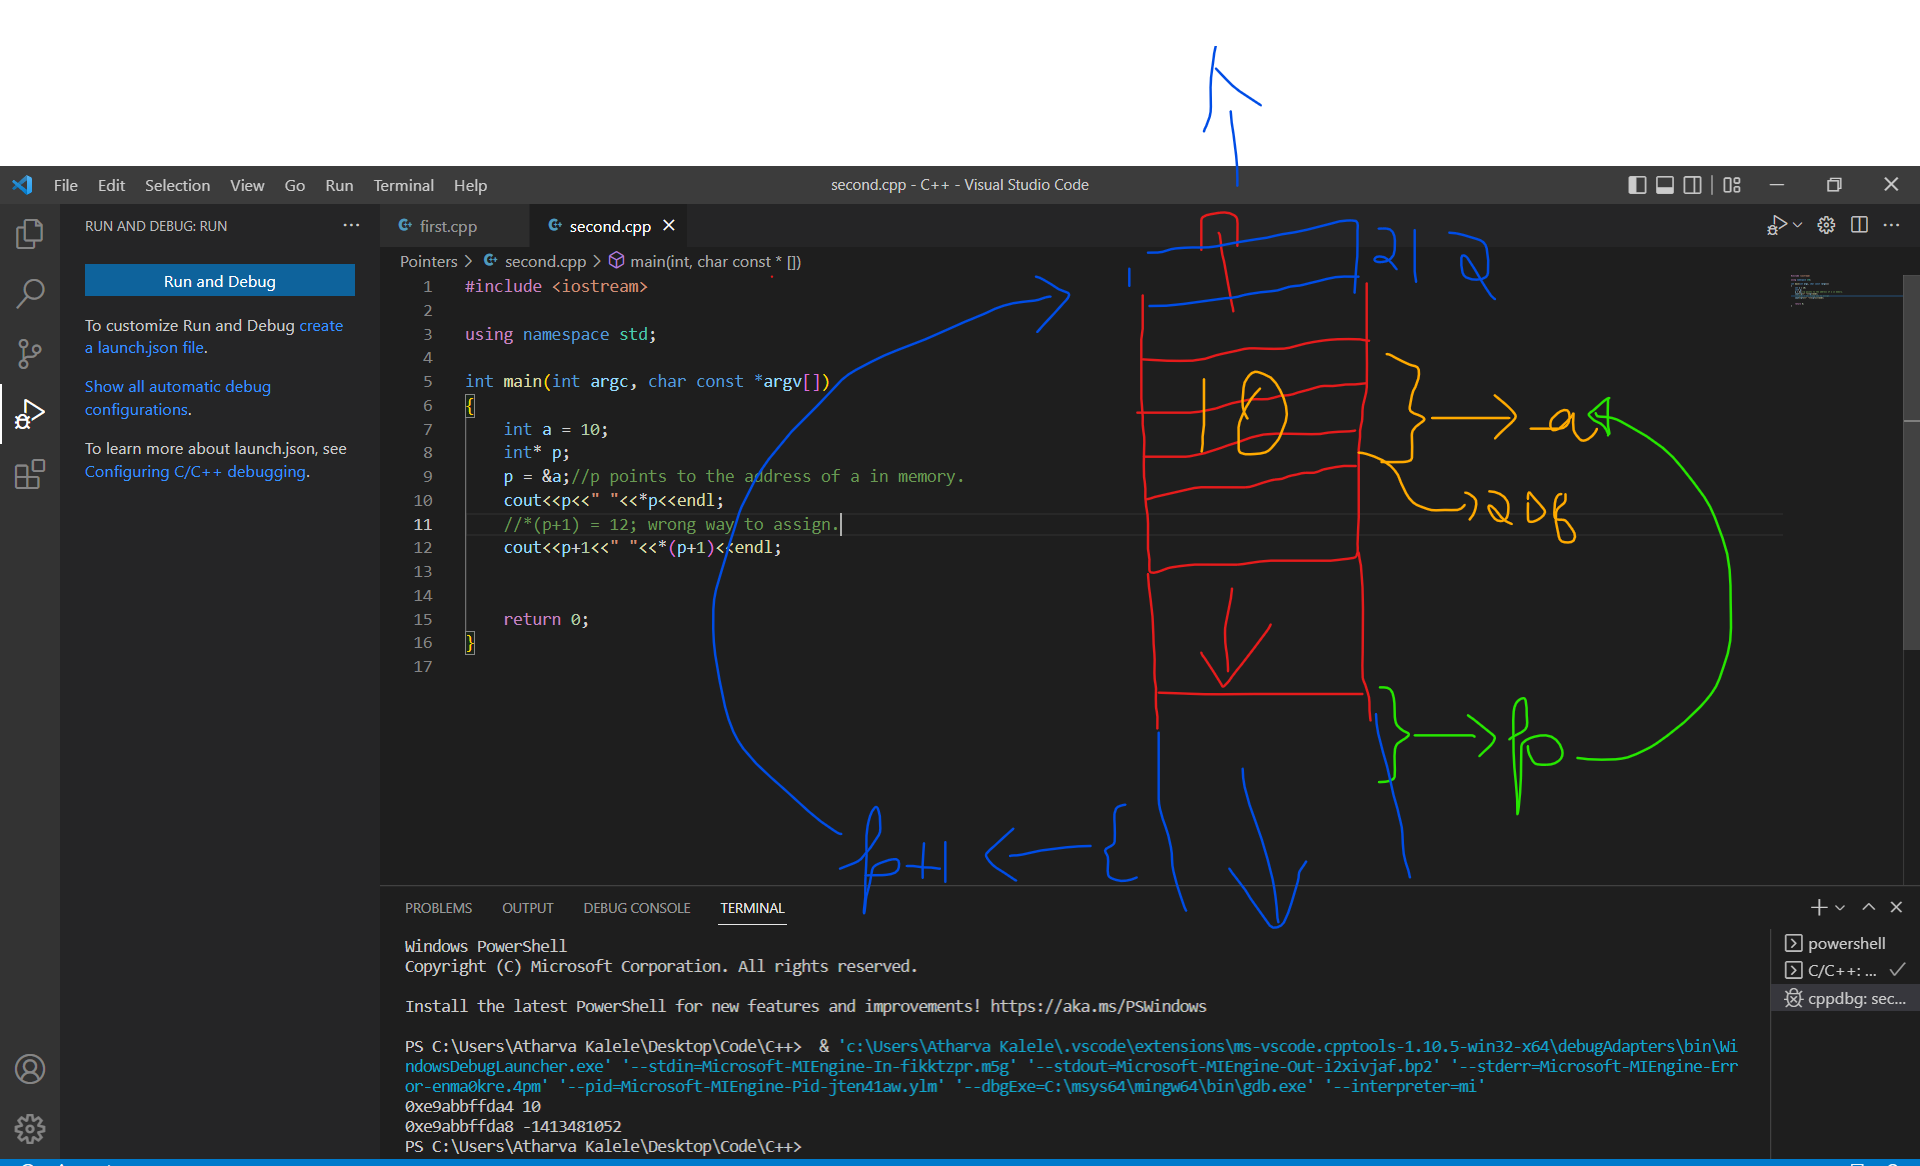 File Edit Selection View Go Run Terminal Help
second.cpp - C++ - Visual Studio Code
RUN AND DEBUG: RUN
Run and Debug
To customize Run and Debug create
a launch.json file.
Show all automatic debug
configurations.
To learn more about launch.json, see
Configuring C/C++ debugging.
first.cpp
second.cpp
Pointers > second.cpp > main(int, char const * [])
1 #include <iostream>
2
3 using namespace std;
4
5 int main(int argc, char const *argv[])
6 {
7 int a = 10;
8 int* p;
9 p = &a;//p points to the address of a in memory.
10 cout<<p<<" "<<*p<<endl;
11 //*(p+1) = 12; wrong way to assign.
12 cout<<p+1<<" "<<*(p+1)<<endl;
13
14
15 return 0;
16 }
17
212
10
a
208
p
p+1
PROBLEMS OUTPUT DEBUG CONSOLE TERMINAL
Windows PowerShell
Copyright (C) Microsoft Corporation. All rights reserved.
Install the latest PowerShell for new features and improvements! https://aka.ms/PSWindows
PS C:\Users\Atharva Kalele\Desktop\Code\C++> & 'c:\Users\Atharva Kalele\.vscode\extensions\ms-vscode.cpptools-1.10.5-win32-x64\debugAdapters\bin\Wi
ndowsDebugLauncher.exe' '--stdin=Microsoft-MIEngine-In-fikktzpr.m5g' '--stdout=Microsoft-MIEngine-Out-i2xivjaf.bp2' '--stderr=Microsoft-MIEngine-Err
or-enma0kre.4pm' '--pid=Microsoft-MIEngine-Pid-jten41aw.ylm' '--dbgExe=C:\msys64\mingw64\bin\gdb.exe' '--interpreter=mi'
0xe9abbffda4 10
0xe9abbffda8 -1413481052
PS C:\Users\Atharva Kalele\Desktop\Code\C++>
powershell
C/C++: ...
cppdbg: sec...